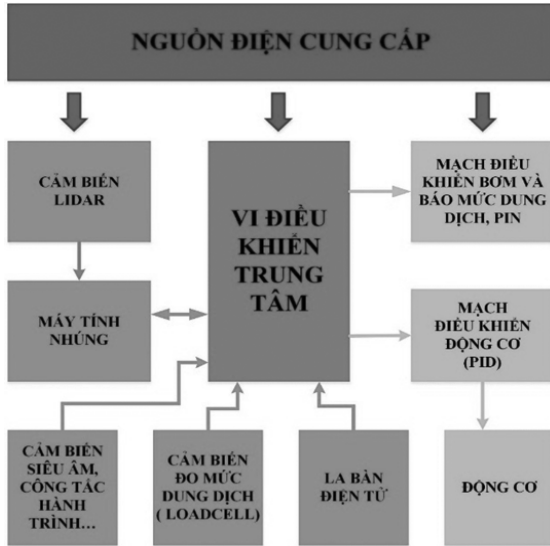 NGUỒN ĐIỆN CUNG CẤP
CẢM BIẾN
LIDAR
VI ĐIỀU
KHIỂN
TRUNG
TÂM
MẠCH ĐIỀU
KHIỂN BƠM VÀ
BÁO MỨC DUNG
DỊCH, PIN
MÁY TÍNH
NHÚNG
MẠCH
ĐIỀU KHIỂN
ĐỘNG CƠ
(PID)
CẢM BIẾN
SIÊU ÂM,
CÔNG TẮC
HÀNH
TRÌNH...
CẢM BIẾN
ĐO MỨC
DUNG DỊCH
( LOADCELL)
LA BÀN
ĐIỆN TỬ
ĐỘNG CƠ